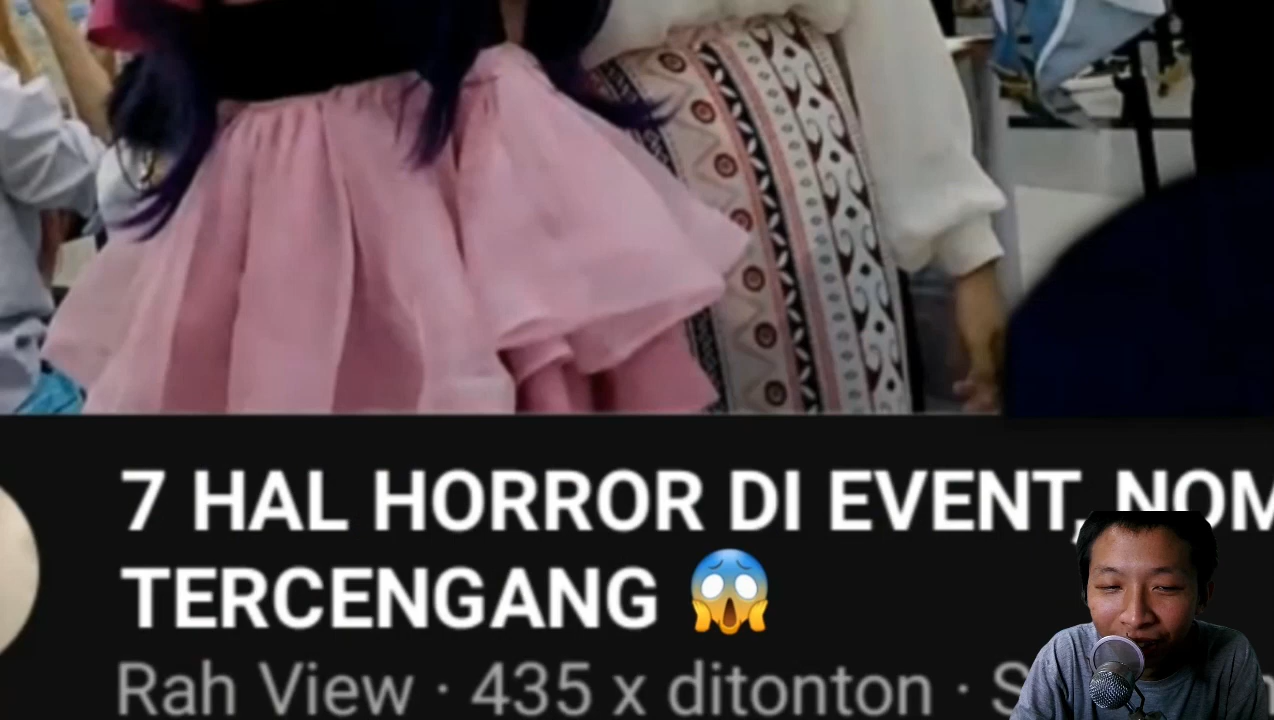 7 HAL HORROR DI EVENT,
TERCENGANG 😱
Rah View · 435 x ditonton ·